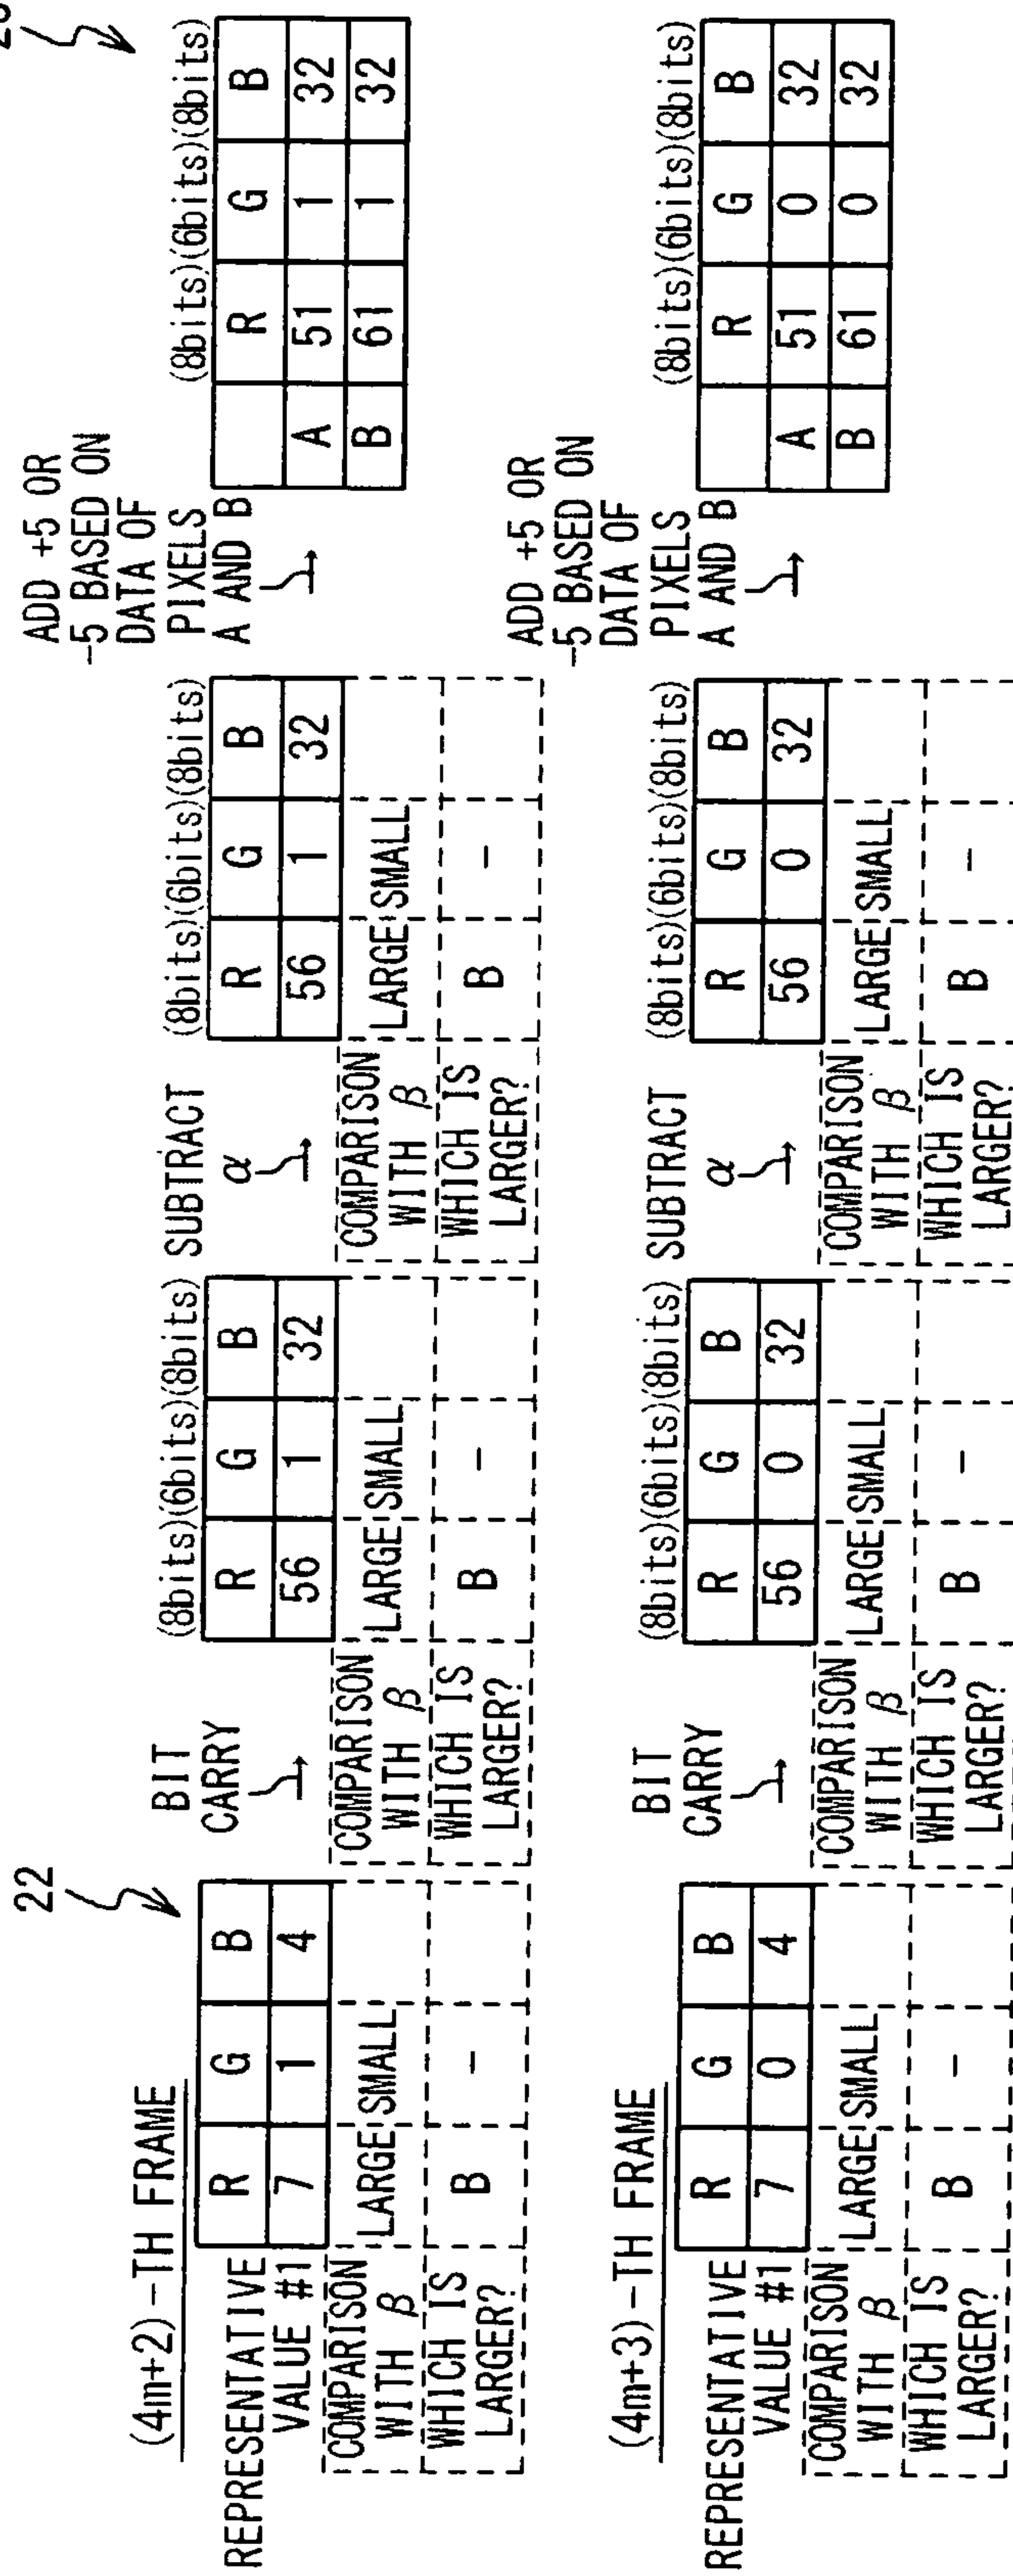 22
(4m+2)-TH FRAME
REPRESENTATIVE
VALUE #1
R G B
7 1 4
COMPARISON
WITH β
LARGE SMALL
WHICH IS
LARGER?
B -
BIT
CARRY
(8bits)(6bits)(8bits)
R G B
56 1 32
COMPARISON
WITH β
LARGE SMALL
WHICH IS
LARGER?
B -
SUBTRACT
α
(8bits)(6bits)(8bits)
R G B
56 1 32
COMPARISON
WITH β
LARGE SMALL
WHICH IS
LARGER?
B -
ADD +5 OR
-5 BASED ON
DATA OF
PIXELS
A AND B
(8bits)(6bits)(8bits)
R G B
A 51 1 32
B 61 1 32
(4m+3)-TH FRAME
REPRESENTATIVE
VALUE #1
R G B
7 0 4
COMPARISON
WITH β
LARGE SMALL
WHICH IS
LARGER?
B -
BIT
CARRY
(8bits)(6bits)(8bits)
R G B
56 0 32
COMPARISON
WITH β
LARGE SMALL
WHICH IS
LARGER?
B -
SUBTRACT
α
(8bits)(6bits)(8bits)
R G B
56 0 32
COMPARISON
WITH β
LARGE SMALL
WHICH IS
LARGER?
B -
ADD +5 OR
-5 BASED ON
DATA OF
PIXELS
A AND B
(8bits)(6bits)(8bits)
R G B
A 51 0 32
B 61 0 32